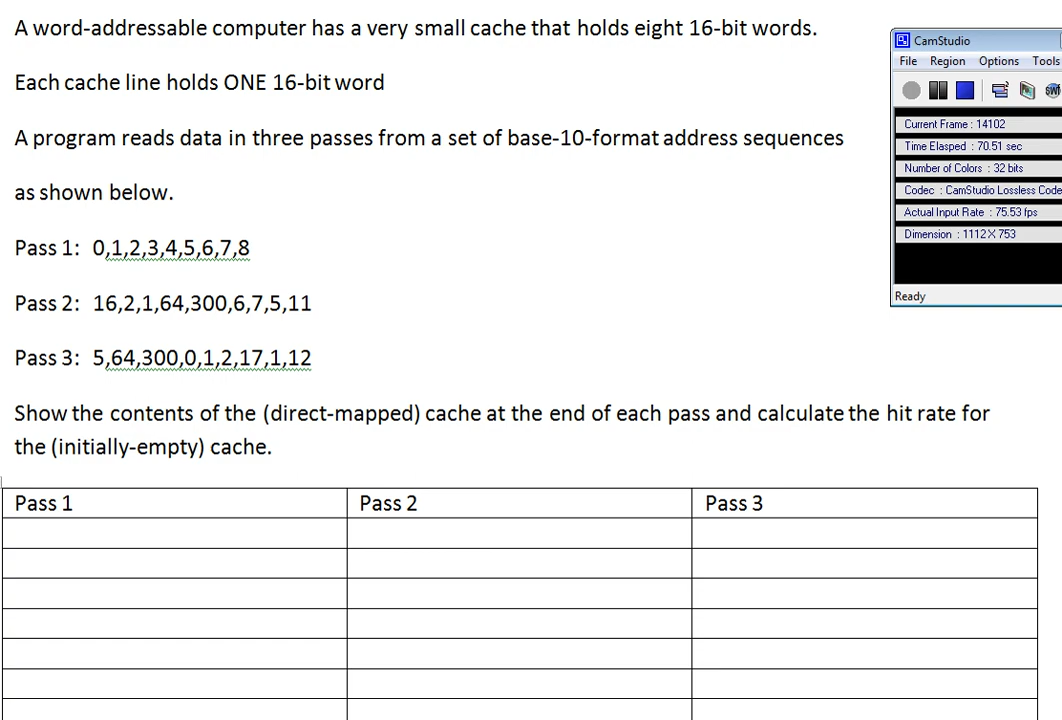 A word-addressable computer has a very small cache that holds eight 16-bit words.
Each cache line holds ONE 16-bit word
A program reads data in three passes from a set of base-10-format address sequences
as shown below.
Pass 1: 0,1,2,3,4,5,6,7,8
Pass 2: 16,2,1,64,300,6,7,5,11
Pass 3: 5,64,300,0,1,2,17,1,12
Show the contents of the (direct-mapped) cache at the end of each pass and calculate the hit rate for
the (initially-empty) cache.
Pass 1 Pass 2 Pass 3
CamStudio
File Region Options Tools
Current Frame : 14102
Time Elasped : 70.51 sec
Number of Colors : 32 bits
Codec : CamStudio Lossless Code
Actual Input Rate : 75.53 fps
Dimension : 1112 X 753
Ready